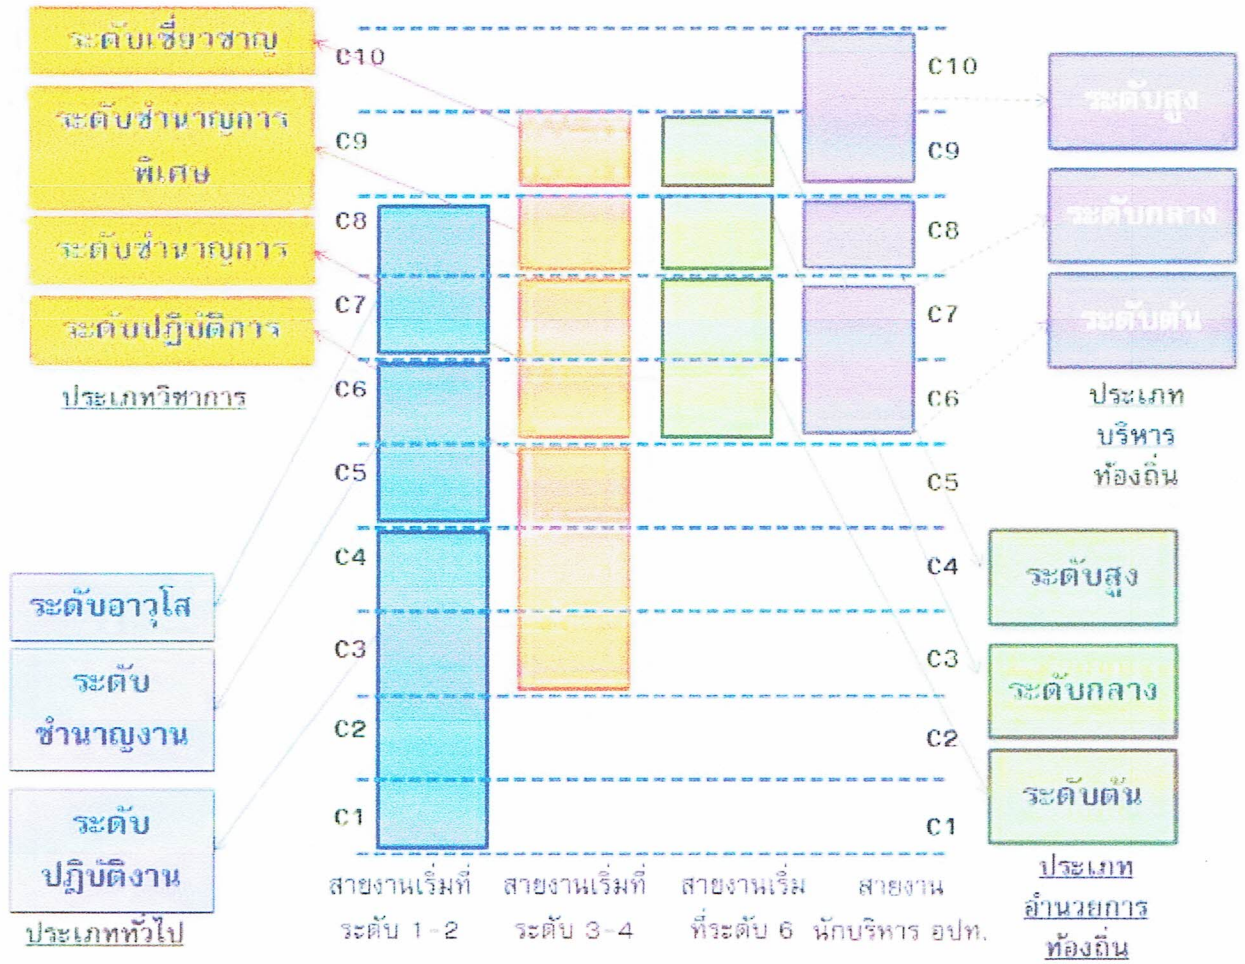 ระดับเชี่ยวชาญ
ระดับชำนาญการ
พิเศษ
ระดับชำนาญการ
ระดับปฏิบัติการ
ประเภทวิชาการ
ระดับอาวุโส
ระดับ
ชำนาญงาน
ระดับ
ปฏิบัติงาน
ประเภททั่วไป
C10
C9
C8
C7
C6
C5
C4
C3
C2
C1
สายงานเริ่มที่
ระดับ 1-2
สายงานเริ่มที่
ระดับ 3-4
สายงานเริ่ม
ที่ระดับ 6
สายงาน
นักบริหาร อปท.
C10
C9
C8
C7
C6
C5
C4
C3
C2
C1
ระดับสูง
ระดับกลาง
ระดับต้น
ประเภท
บริหาร
ท้องถิ่น
ระดับสูง
ระดับกลาง
ระดับต้น
ประเภท
อำนวยการ
ท้องถิ่น